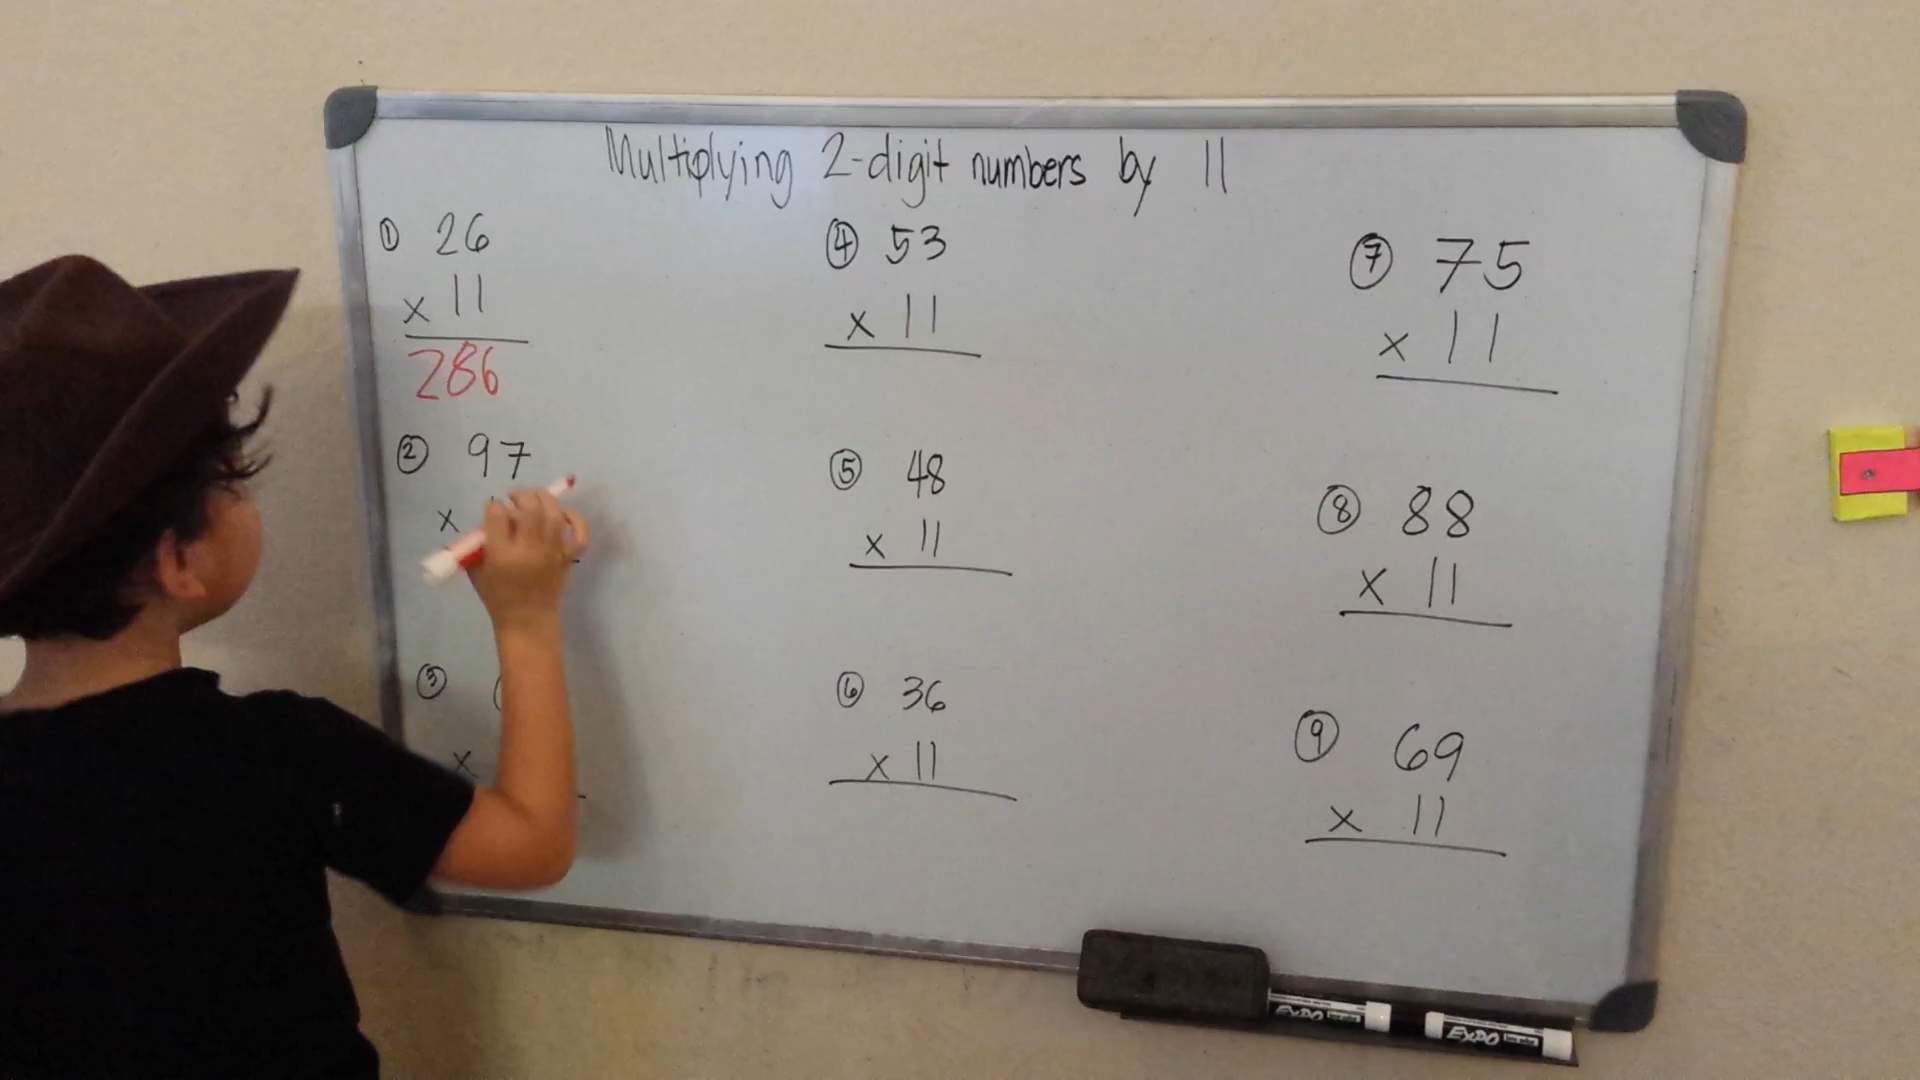 Multiplying 2-digit numbers by 11
① 26
x 11
286
② 97
x
③
x
④ 53
x 11
⑤ 48
x 11
⑥ 36
x 11
⑦ 75
x 11
⑧ 88
x 11
⑨ 69
x 11
EXPO
EXPO